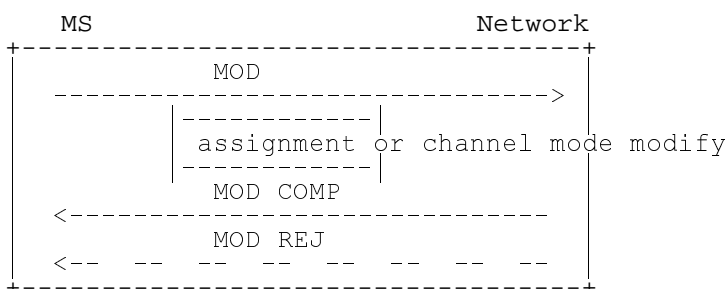 MS Network
MOD
assignment or channel mode modify
MOD COMP
MOD REJ